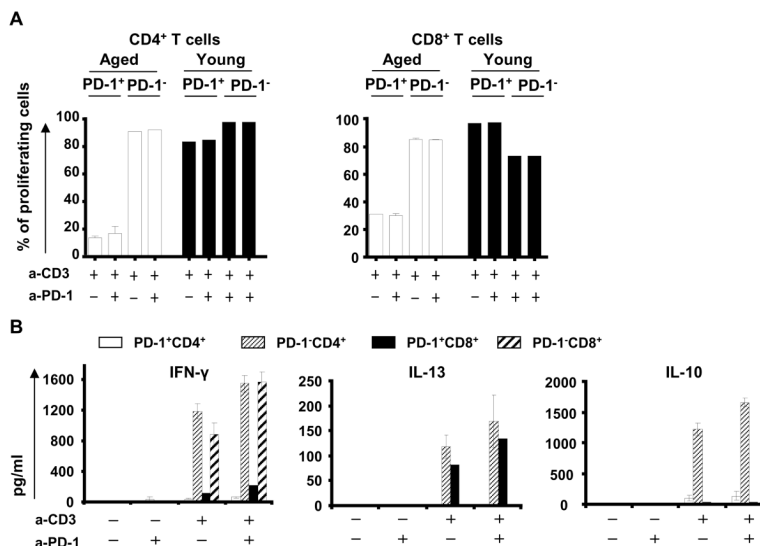 A
CD4⁺ T cells
Aged Young
PD-1⁺ PD-1⁻ PD-1⁺ PD-1⁻
% of proliferating cells
100
80
60
40
20
0
a-CD3 + + + + + + + +
a-PD-1 – + – + – + + +
CD8⁺ T cells
Aged Young
PD-1⁺ PD-1⁻ PD-1⁺ PD-1⁻
100
80
60
40
20
0
+ + + + + + + +
– + – + – + + +
B
PD-1⁺CD4⁺ PD-1⁻CD4⁺ PD-1⁺CD8⁺ PD-1⁻CD8⁺
IFN-γ
pg/ml
1600
1200
800
400
0
a-CD3 – – + +
a-PD-1 – + – +
IL-13
250
200
150
100
50
0
– – + +
– + – +
IL-10
2000
1500
1000
500
0
– – + +
– + – +